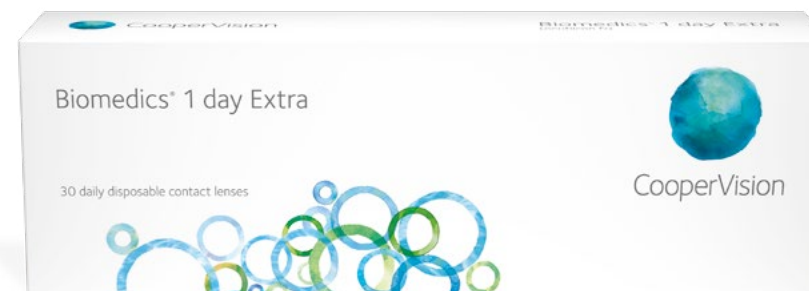 CooperVision
Biomedics® 1 day Extra
Biomedics® 1 day Extra
30 daily disposable contact lenses
CooperVision